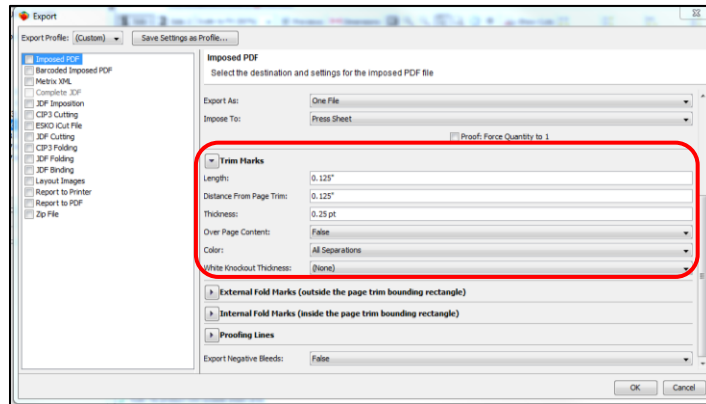 Export
Export Profile: (Custom) Save Settings as Profile...
Imposed PDF
Barcoded Imposed PDF
Metrix XML
Complete JDF
JDF Imposition
CIP3 Cutting
ESKO iCut File
JDF Cutting
CIP3 Folding
JDF Folding
JDF Binding
Layout Images
Report to Printer
Report to PDF
Zip File
Imposed PDF
Select the destination and settings for the imposed PDF file
Export As: One File
Impose To: Press Sheet
Proof: Force Quantity to 1
Trim Marks
Length: 0.125"
Distance From Page Trim: 0.125"
Thickness: 0.25 pt
Over Page Content: False
Color: All Separations
White Knockout Thickness: (None)
External Fold Marks (outside the page trim bounding rectangle)
Internal Fold Marks (inside the page trim bounding rectangle)
Proofing Lines
Export Negative Bleeds: False
OK Cancel